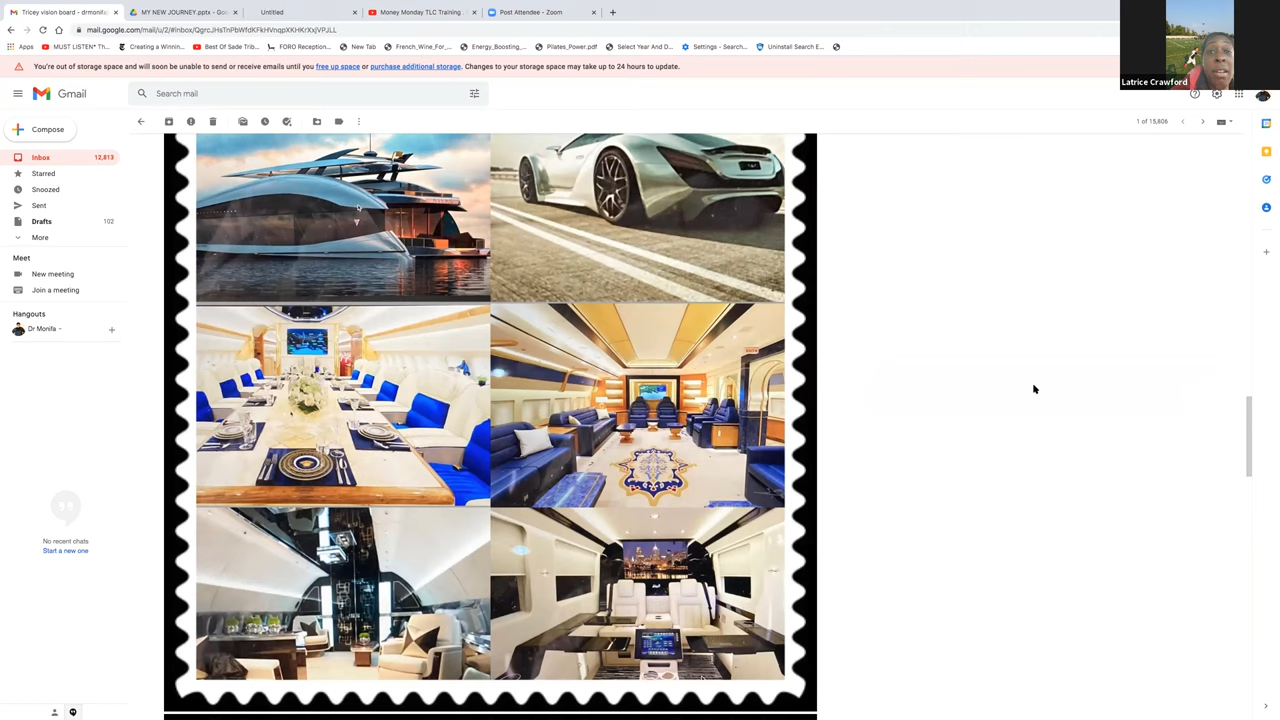 Tricey vision board - drmonifa
MY NEW JOURNEY.pptx - Goo
Untitled
Money Monday TLC Training
Post Attendee - Zoom
mail.google.com/mail/u/2/#inbox/QgrcJHsTnPbWfdKFkHVnqpXKHKrXxjVPJLL
Apps
MUST LISTEN* Th...
Creating a Winning...
Best Of Sade Trib...
FORO Reception...
New Tab
French_Wine_For_...
Energy_Boosting_...
Pilates_Power.pdf
Select Year And D...
Settings - Search...
Uninstall Search E...
You're out of storage space and will soon be unable to send or receive emails until you free up space or purchase additional storage. Changes to your storage space may take up to 24 hours to update.
Latrice Crawford
Gmail
Search mail
Compose
1 of 15,806
Inbox 12,813
Starred
Snoozed
Sent
Drafts 102
More
Meet
New meeting
Join a meeting
Hangouts
Dr Monifa
No recent chats
Start a new one